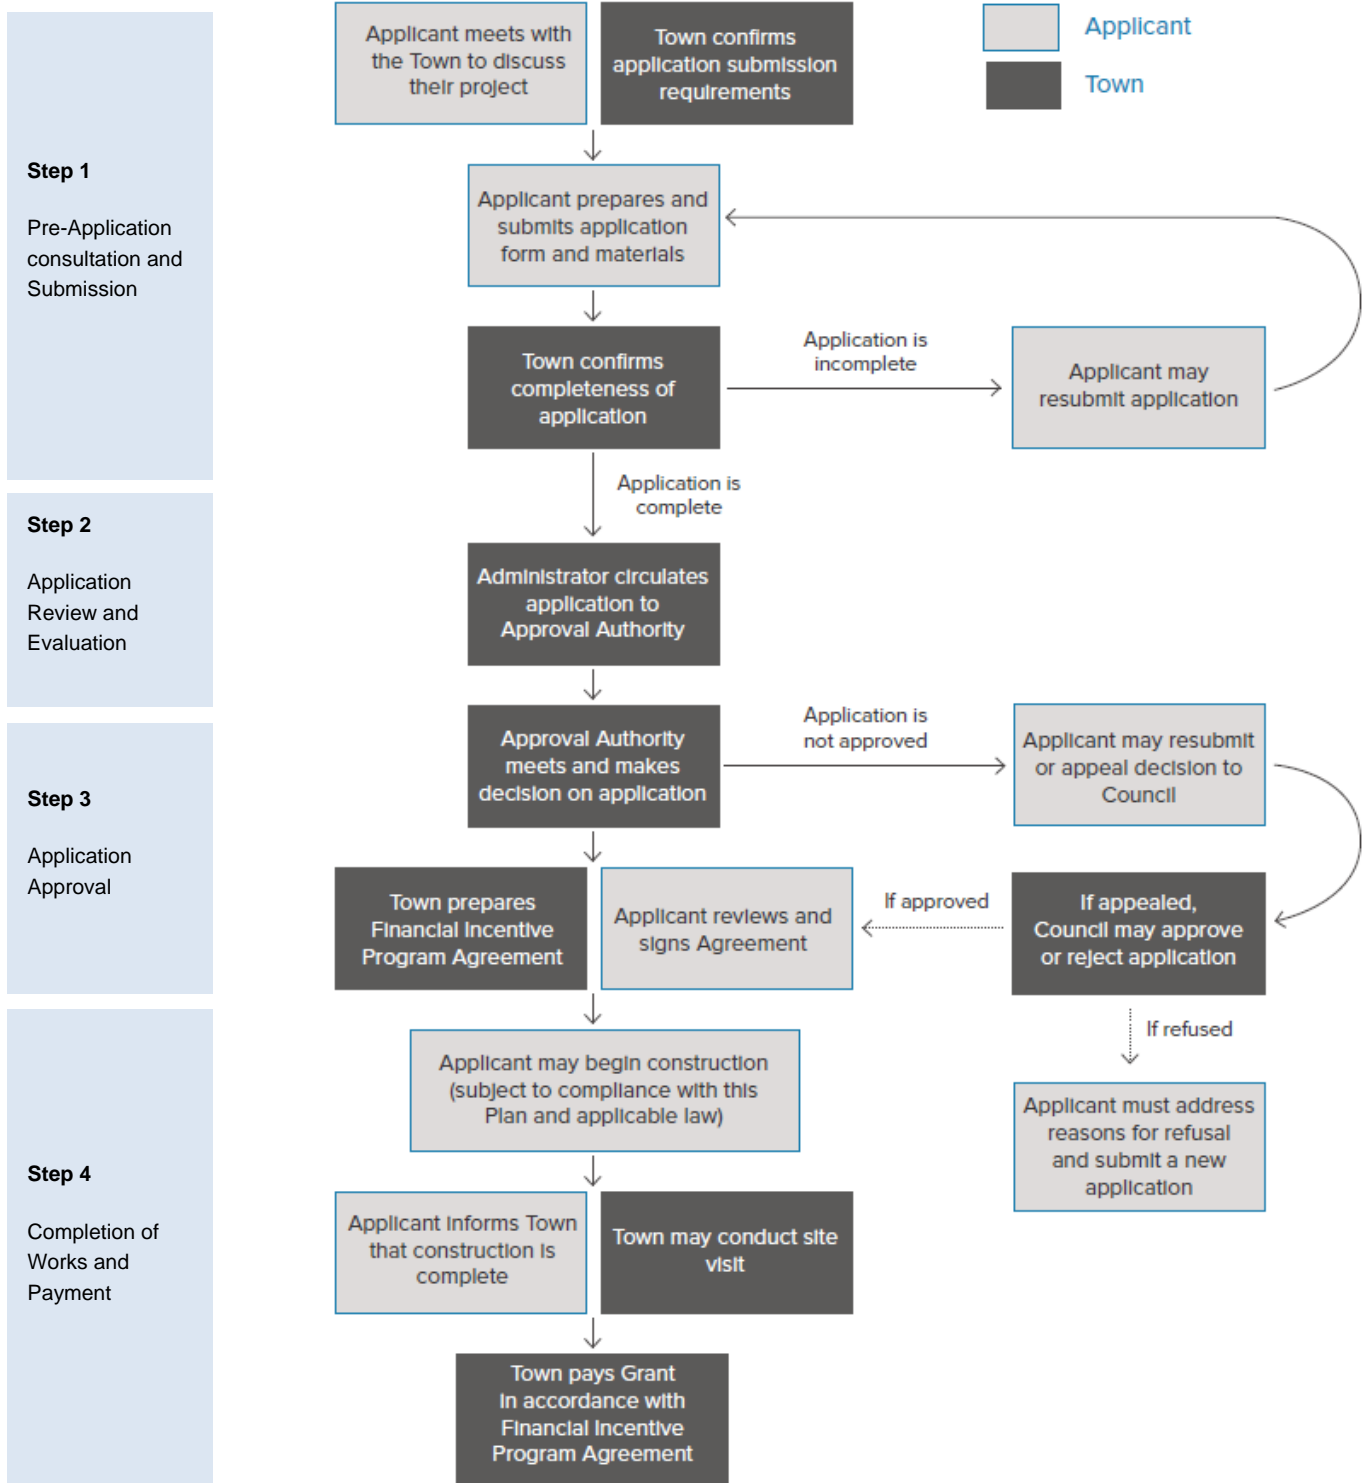 Applicant
Town
Step 1
Pre-Application
consultation and
Submission
Applicant meets with
the Town to discuss
their project
Town confirms
application submission
requirements
Applicant prepares and
submits application
form and materials
Town confirms
completeness of
application
Application is
incomplete
Applicant may
resubmit application
Application is
complete
Step 2
Application
Review and
Evaluation
Administrator circulates
application to
Approval Authority
Step 3
Application
Approval
Approval Authority
meets and makes
decision on application
Application is
not approved
Applicant may resubmit
or appeal decision to
Council
Town prepares
Financial Incentive
Program Agreement
Applicant reviews and
signs Agreement
If approved
If appealed,
Council may approve
or reject application
If refused
Applicant must address
reasons for refusal
and submit a new
application
Step 4
Completion of
Works and
Payment
Applicant may begin construction
(subject to compliance with this
Plan and applicable law)
Applicant informs Town
that construction is
complete
Town may conduct site
visit
Town pays Grant
in accordance with
Financial Incentive
Program Agreement